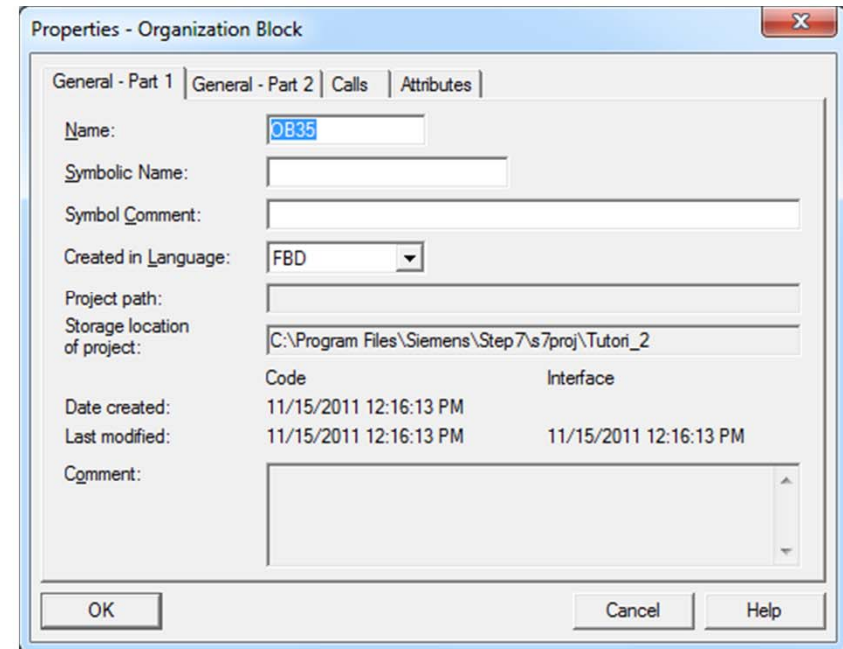 Properties - Organization Block
General - Part 1 General - Part 2 Calls Attributes
Name: OB35
Symbolic Name:
Symbol Comment:
Created in Language: FBD
Project path:
Storage location
of project: C:\Program Files\Siemens\Step7\s7proj\Tutori_2
Code Interface
Date created: 11/15/2011 12:16:13 PM
Last modified: 11/15/2011 12:16:13 PM 11/15/2011 12:16:13 PM
Comment:
OK Cancel Help